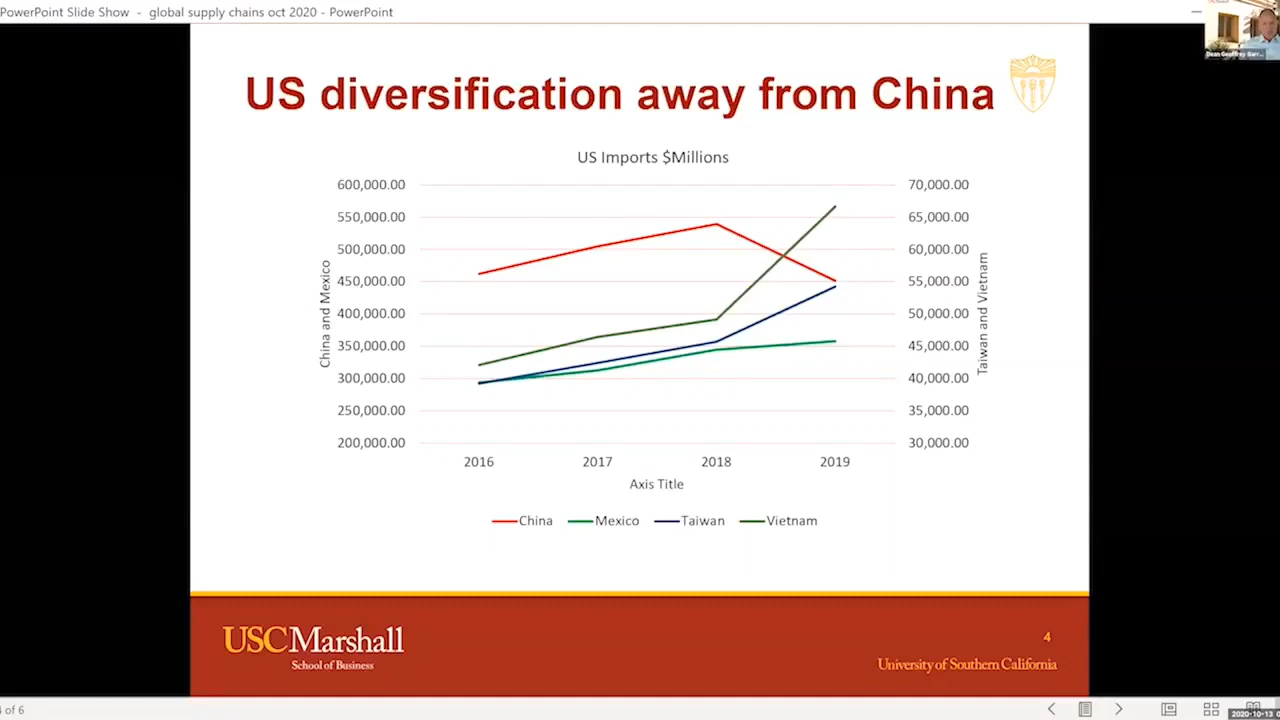 PowerPoint Slide Show - global supply chains oct 2020 - PowerPoint
US diversification away from China
US Imports $Millions
600,000.00
550,000.00
500,000.00
450,000.00
400,000.00
350,000.00
300,000.00
250,000.00
200,000.00
China and Mexico
70,000.00
65,000.00
60,000.00
55,000.00
50,000.00
45,000.00
40,000.00
35,000.00
30,000.00
Taiwan and Vietnam
2016 2017 2018 2019
Axis Title
China Mexico Taiwan Vietnam
USC Marshall
School of Business
4
University of Southern California
of 6
2020-10-13